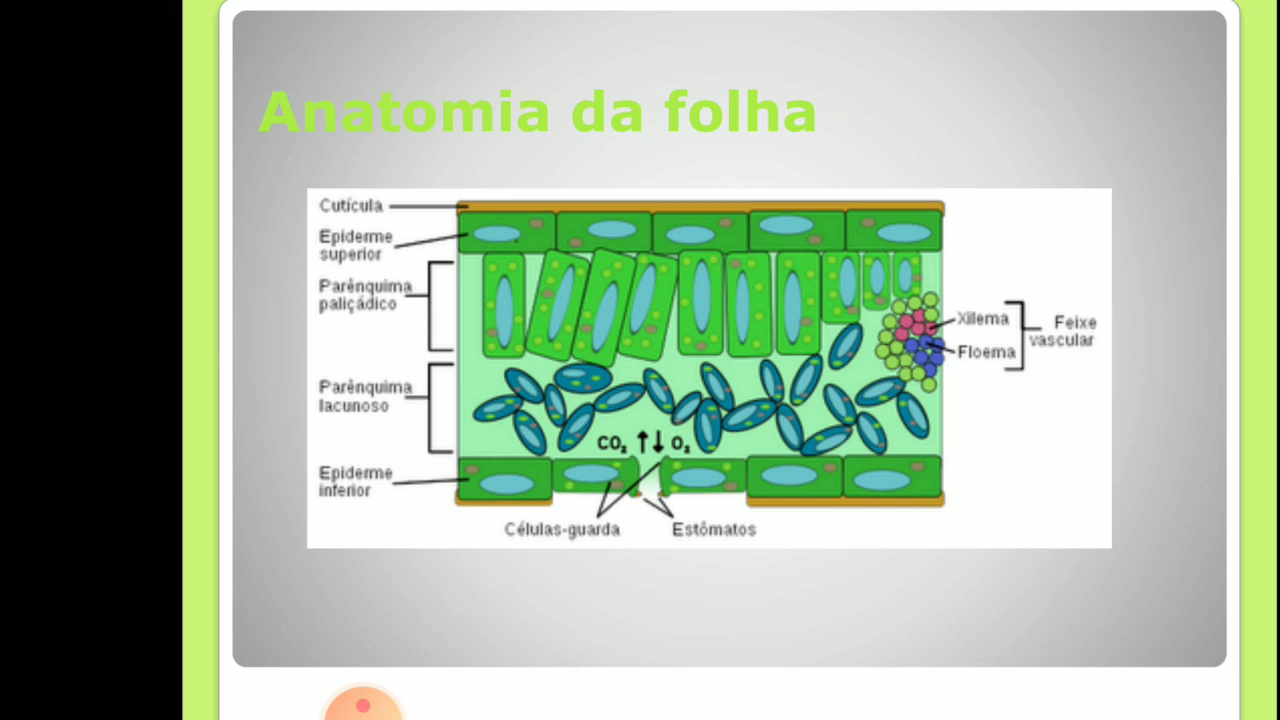 Anatomia da folha
Cutícula
Epiderme
superior
Parênquima
paliçádico
Xilema
Feixe
vascular
Floema
Parênquima
lacunoso
CO₂ O₂
Epiderme
inferior
Células-guarda
Estômatos